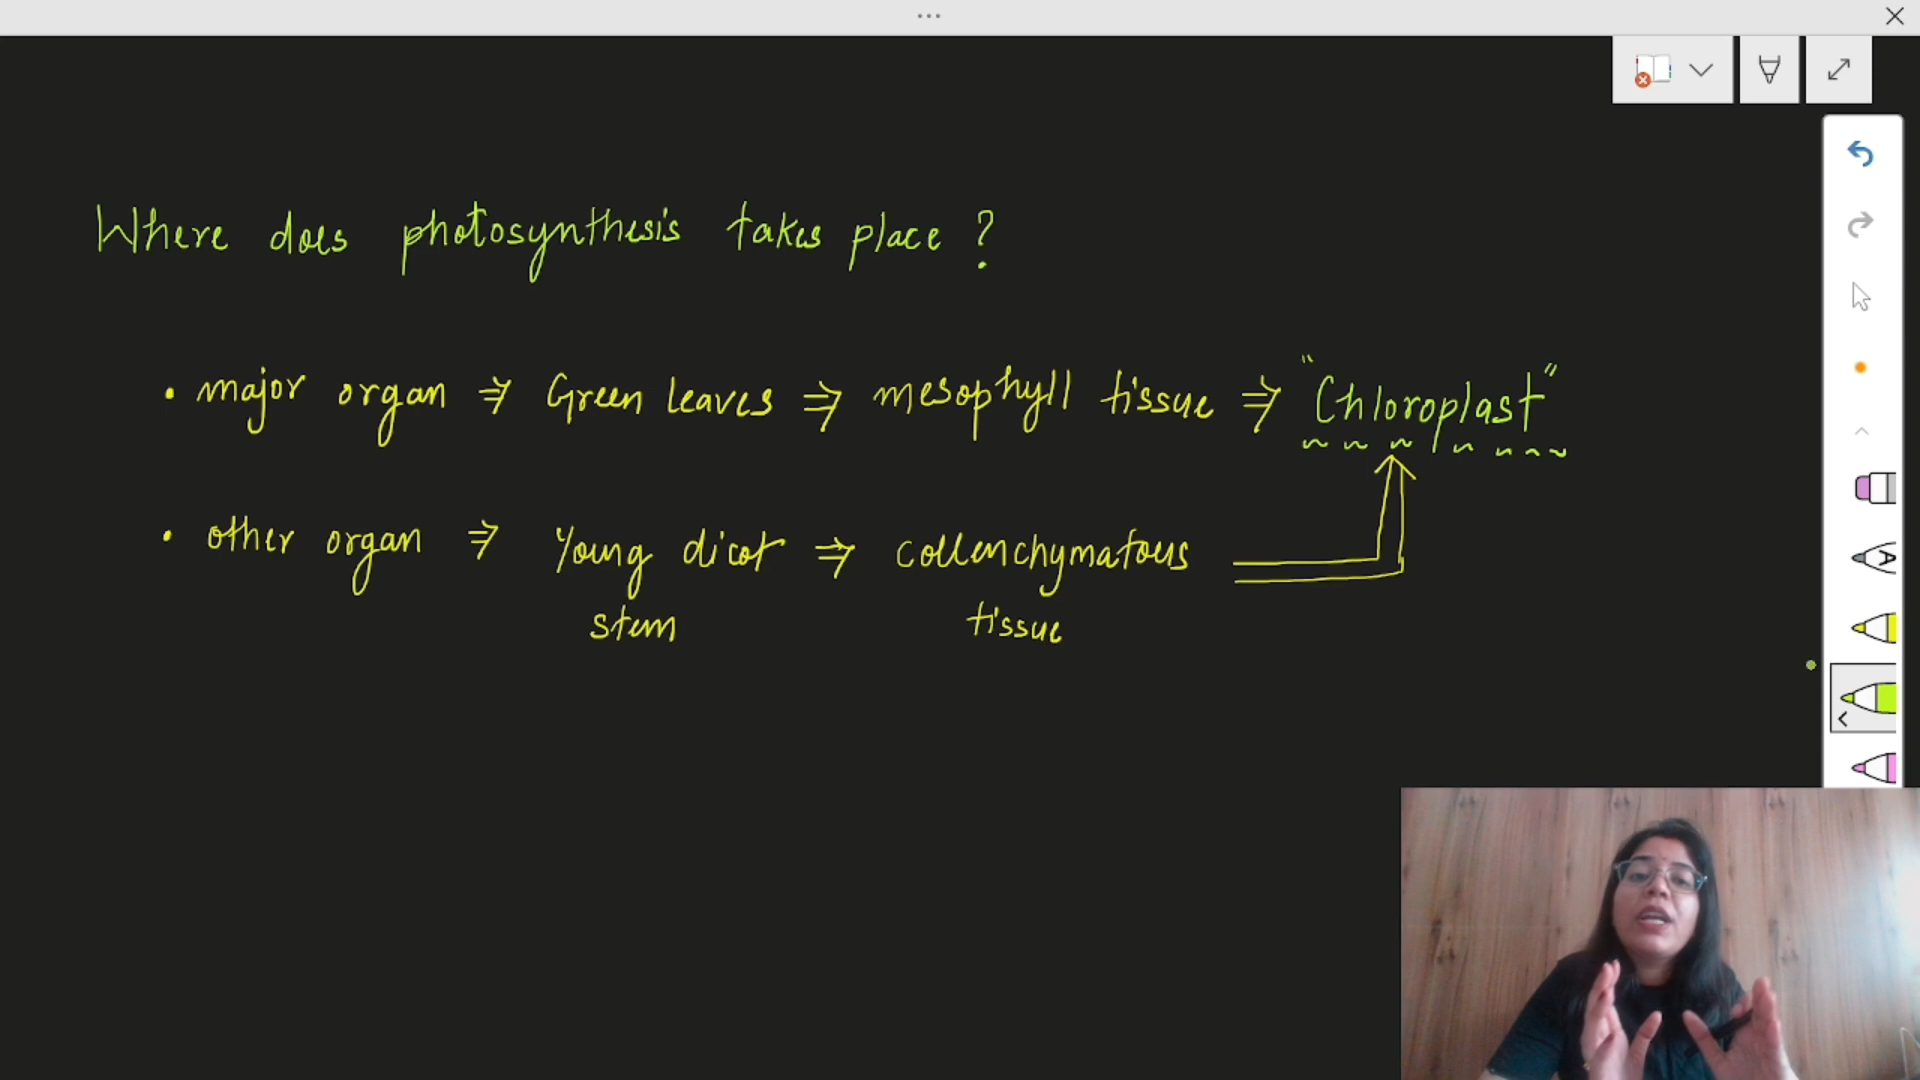 Where does photosynthesis takes place ?
• major organ ⇒ Green leaves ⇒ mesophyll tissue ⇒ "Chloroplast"
• other organ ⇒ Young dicot stem ⇒ collenchymatous tissue